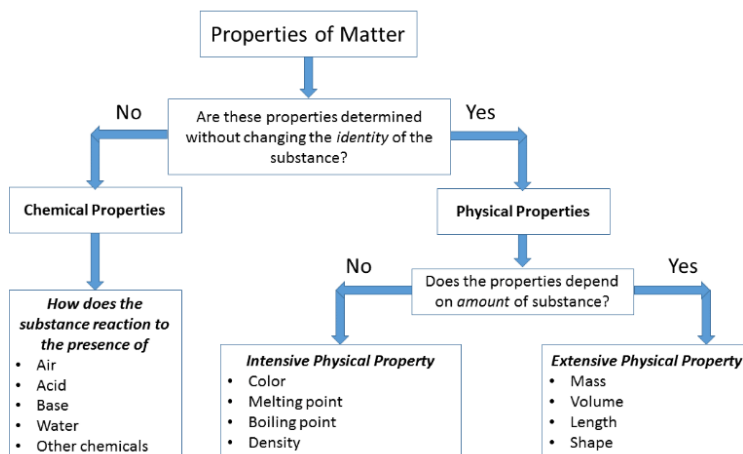 Properties of Matter
No
Yes
Are these properties determined
without changing the identity of the
substance?
Chemical Properties
Physical Properties
No
Yes
Does the properties depend
on amount of substance?
How does the
substance reaction to
the presence of
• Air
• Acid
• Base
• Water
• Other chemicals
Intensive Physical Property
• Color
• Melting point
• Boiling point
• Density
Extensive Physical Property
• Mass
• Volume
• Length
• Shape